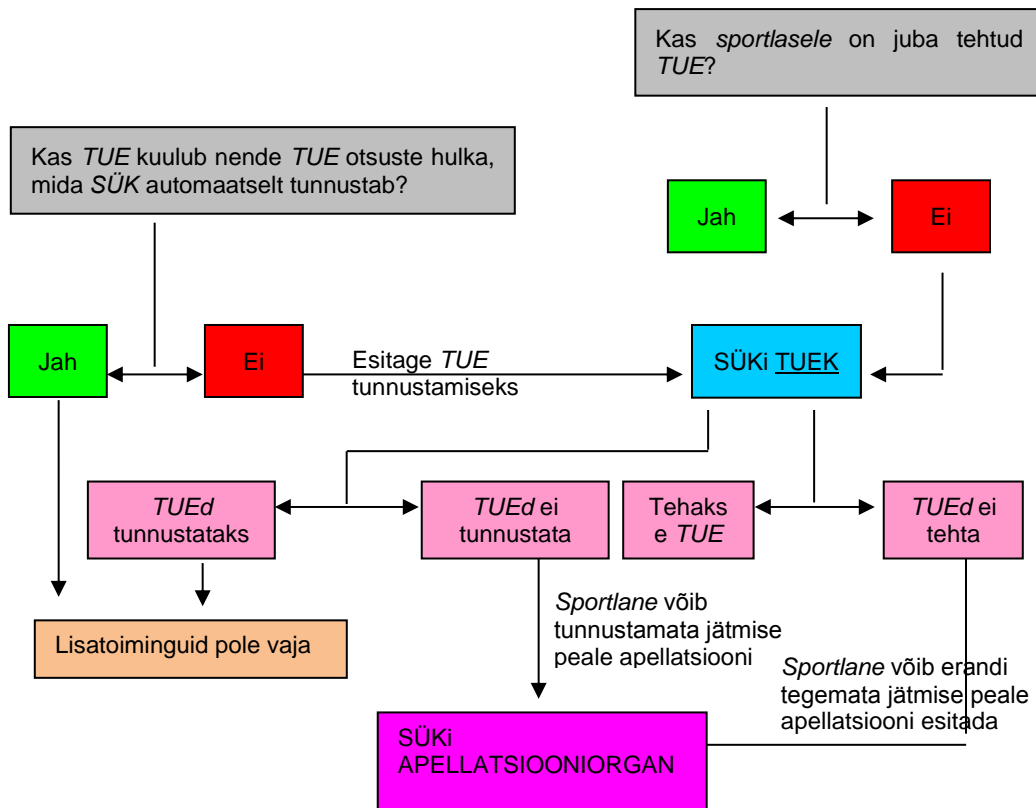 Kas sportlasele on juba tehtud
TUE?
Kas TUE kuulub nende TUE otsuste hulka,
mida SÜK automaatselt tunnustab?
Jah
Ei
Jah
Ei
Esitage TUE
tunnustamiseks
SÜKi TUEK
TUEd
tunnustataks
TUEd ei
tunnustata
Tehaks
e TUE
TUEd ei
tehta
Lisatoiminguid pole vaja
Sportlane võib
tunnustamata jätmise
peale apellatsiooni
Sportlane võib erandi
tegemata jätmise peale
apellatsiooni esitada
SÜKi
APELLATSIOONIORGAN